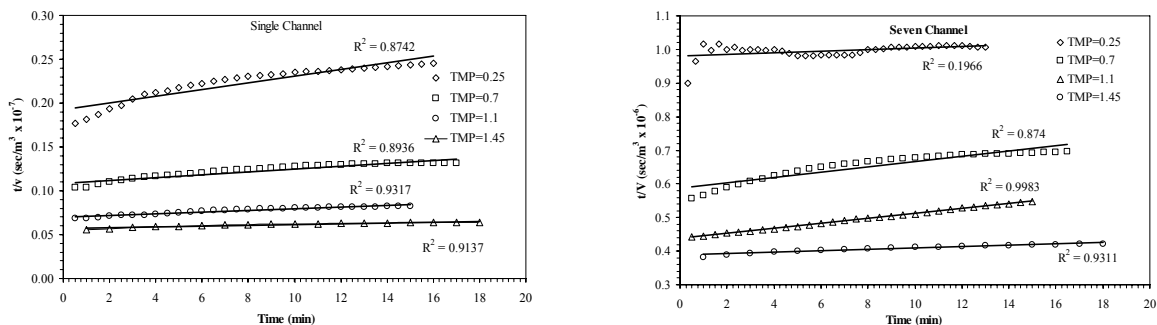 Single Channel
0.30
0.25
0.20
0.15
0.10
0.05
0.00
t/v (sec/m³ x 10⁻⁷)
0 2 4 6 8 10 12 14 16 18 20
Time (min)
R² = 0.8742
R² = 0.8936
R² = 0.9317
R² = 0.9137
TMP=0.25
TMP=0.7
TMP=1.1
TMP=1.45
Seven Channel
1.1
1.0
0.9
0.8
0.7
0.6
0.5
0.4
0.3
t/V (sec/m³ x 10⁻⁶)
0 2 4 6 8 10 12 14 16 18 20
Time (min)
R² = 0.1966
R² = 0.874
R² = 0.9983
R² = 0.9311
TMP=0.25
TMP=0.7
TMP=1.1
TMP=1.45